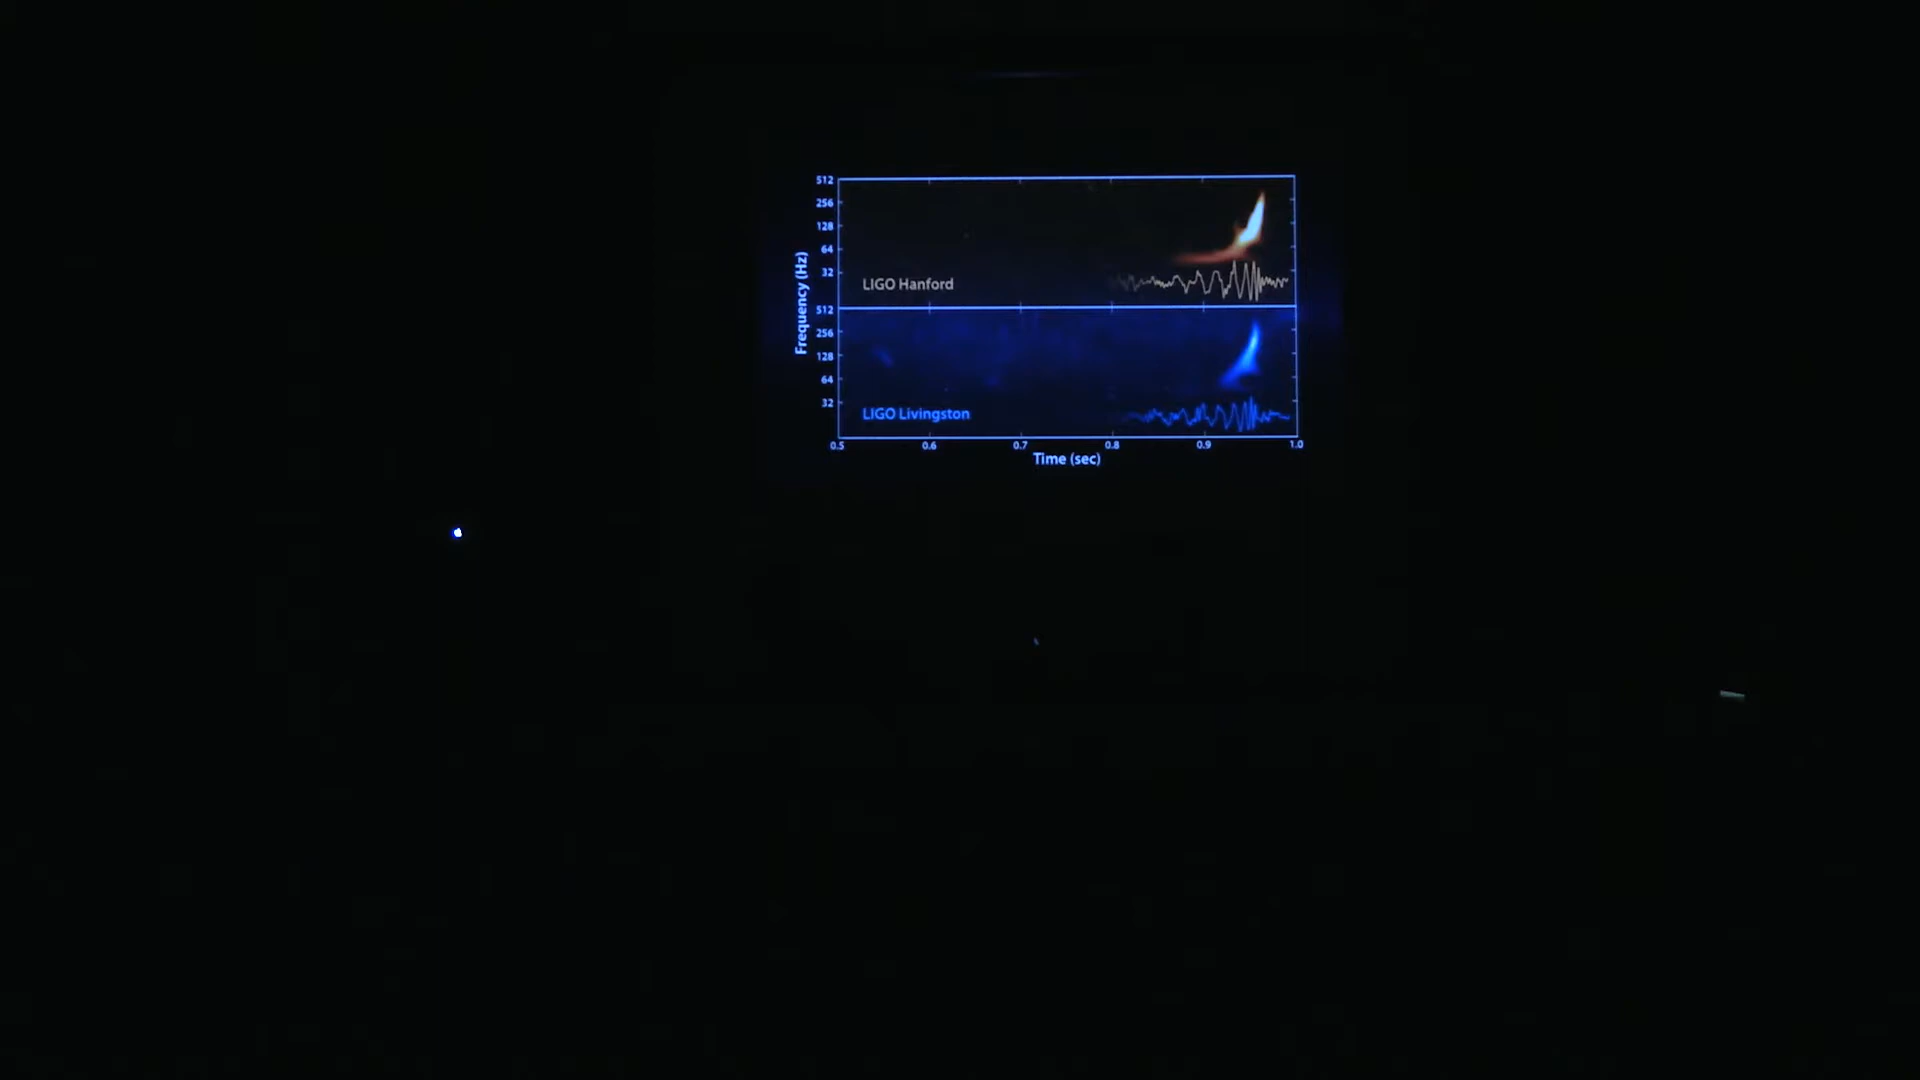 512
256
128
64
32
LIGO Hanford
Frequency (Hz)
512
256
128
64
32
LIGO Livingston
0.5 0.6 0.7 0.8 0.9 1.0
Time (sec)